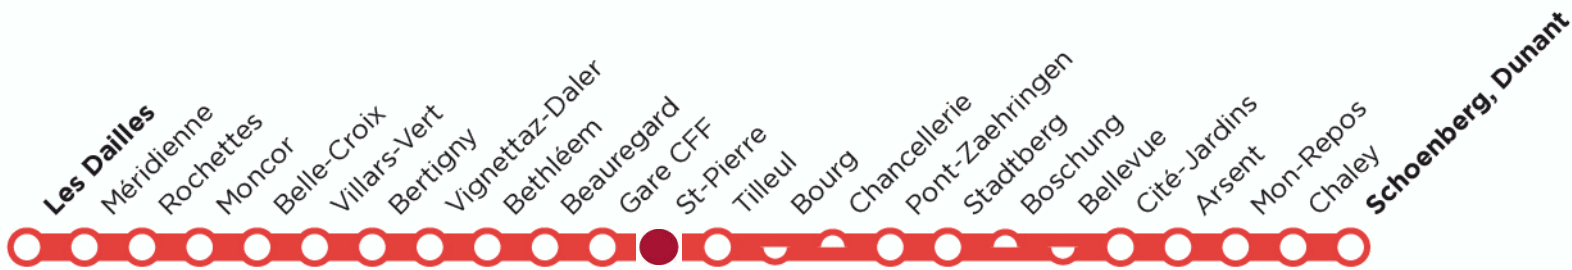 Les Dailles
Méridienne
Rochettes
Moncor
Belle-Croix
Villars-Vert
Bertigny
Vignettaz-Daler
Bethléem
Beauregard
Gare CFF
St-Pierre
Tilleul
Bourg
Chancellerie
Pont-Zaehringen
Stadtberg
Boschung
Bellevue
Cité-Jardins
Arsent
Mon-Repos
Chaley
Schoenberg, Dunant